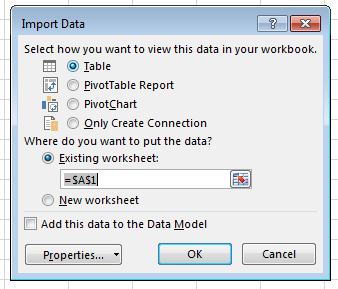 Import Data
?
Select how you want to view this data in your workbook.
Table
PivotTable Report
PivotChart
Only Create Connection
Where do you want to put the data?
Existing worksheet:
=$A$1
New worksheet
Add this data to the Data Model
Properties...
OK
Cancel